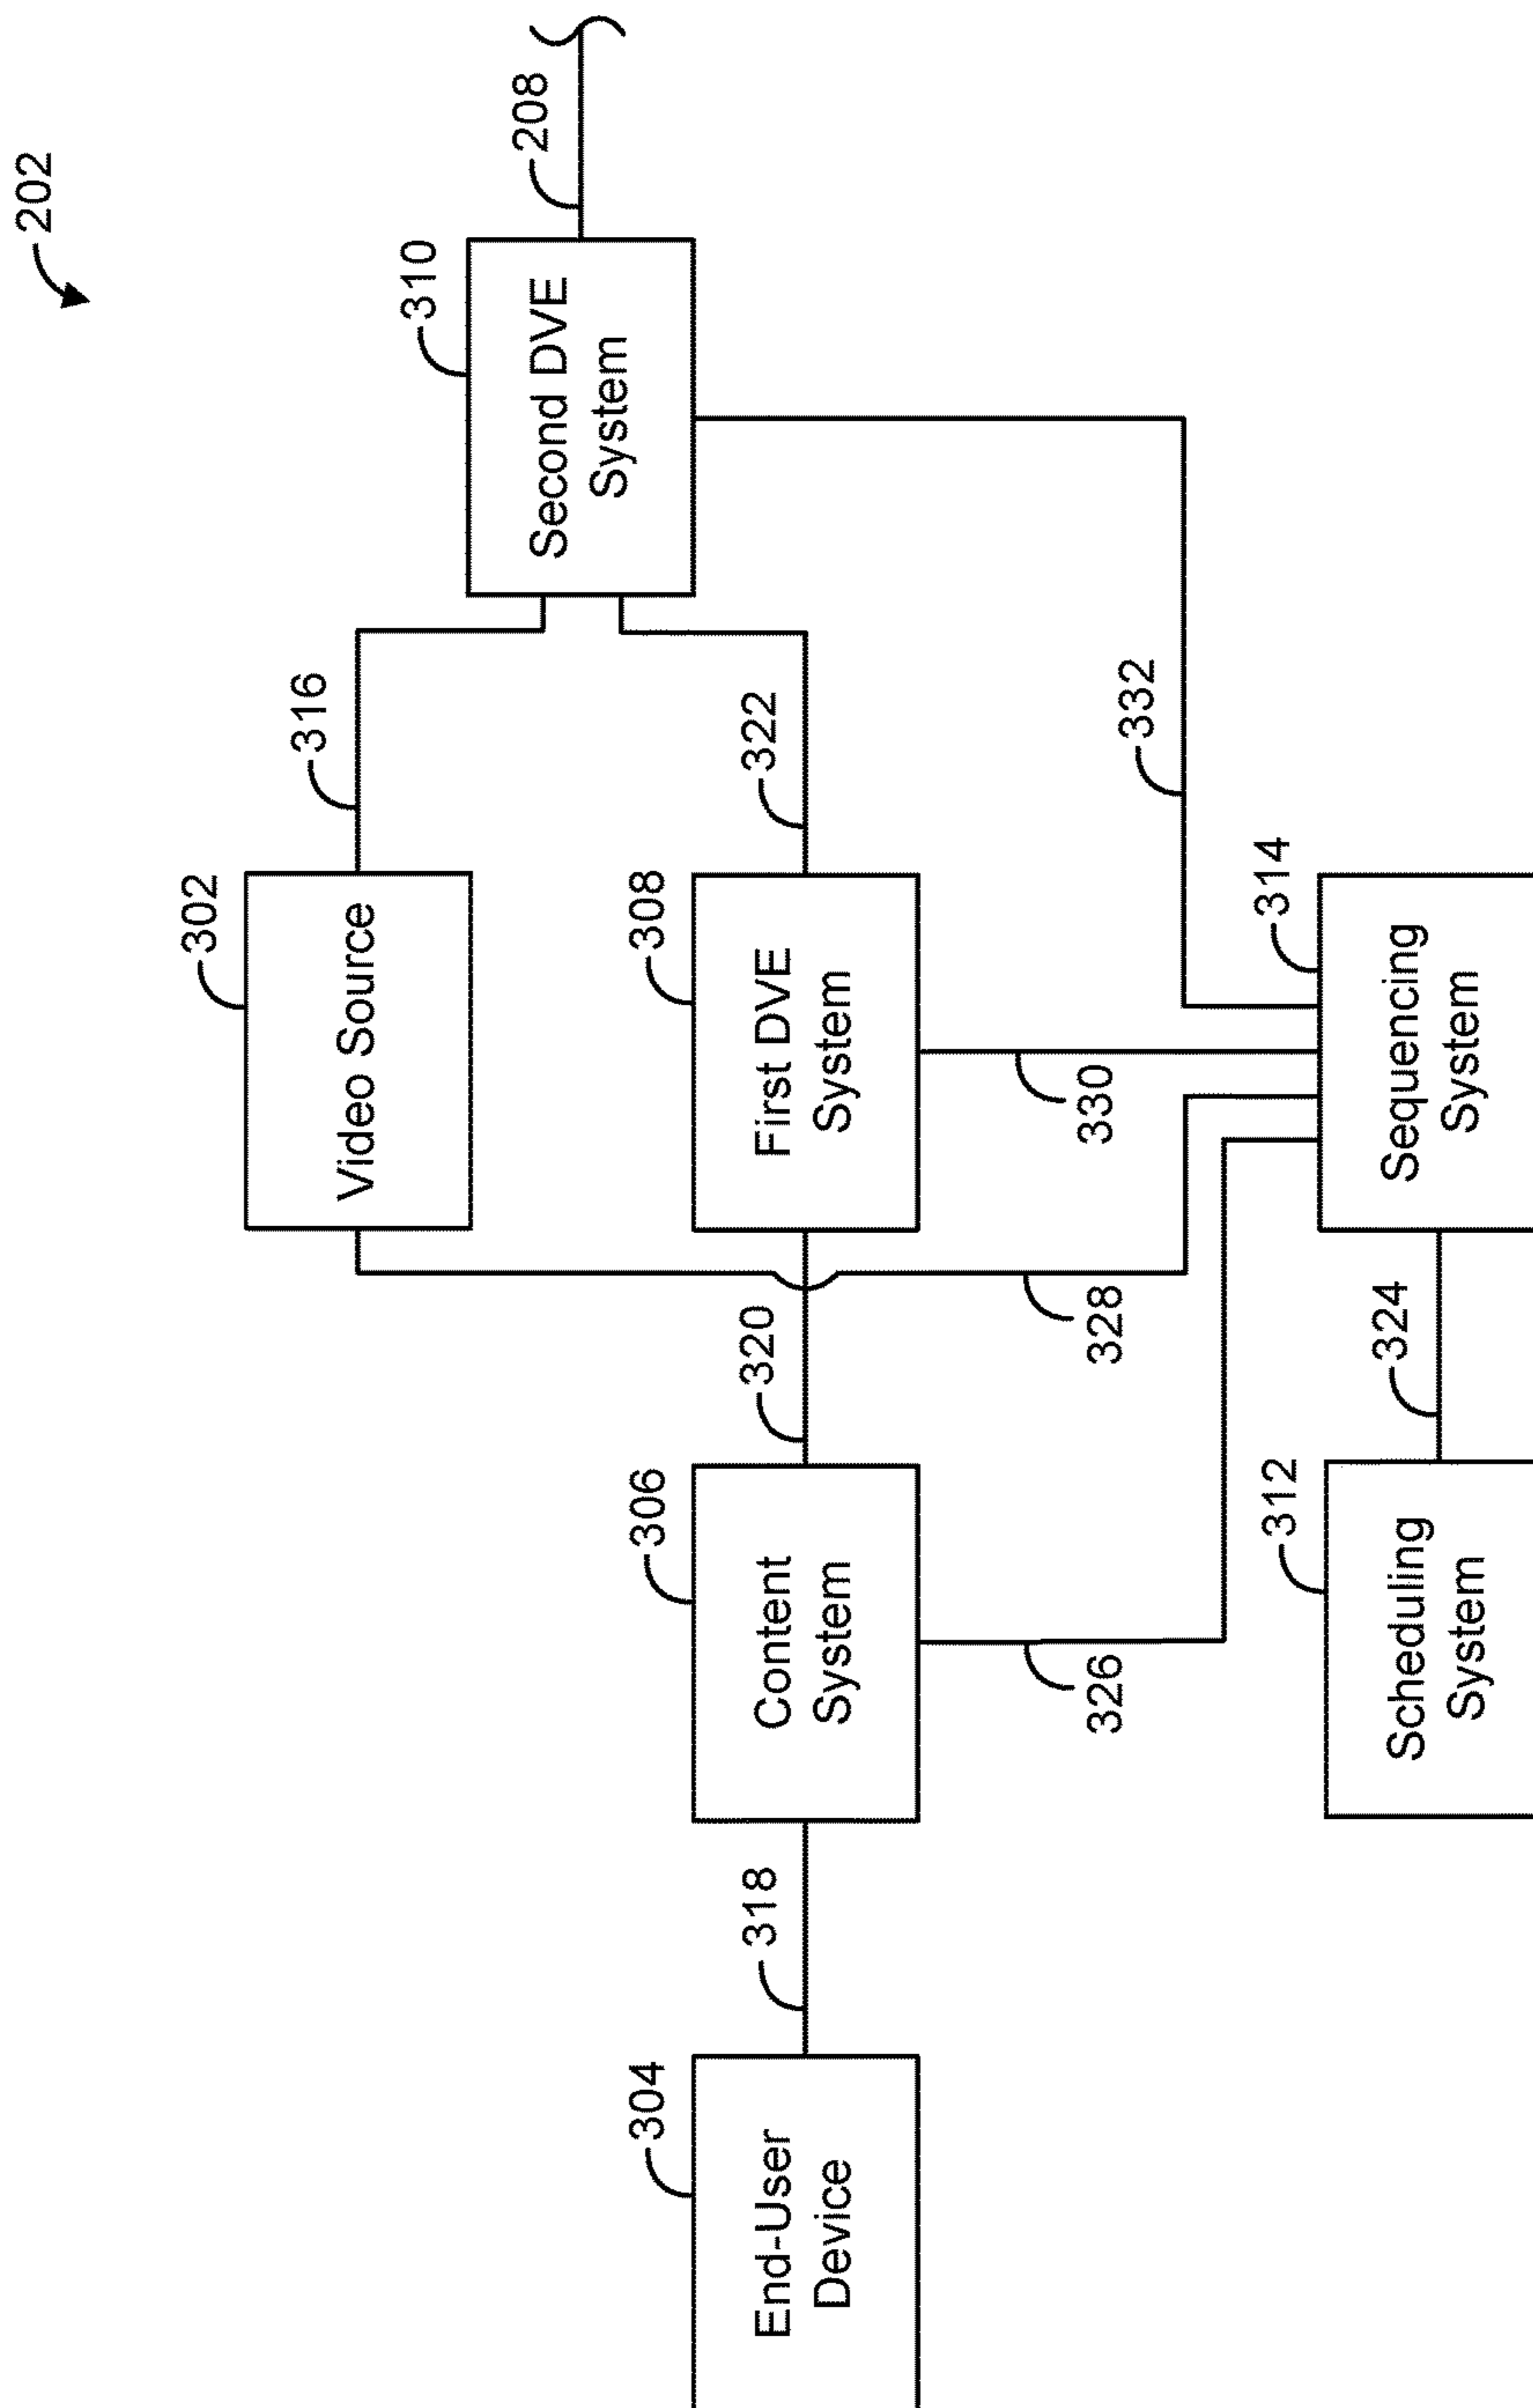 202
208
310
Second DVE
System
316
322
332
302
Video Source
308
First DVE
System
314
Sequencing
System
330
328
320
324
306
Content
System
326
312
Scheduling
System
318
304
End-User
Device